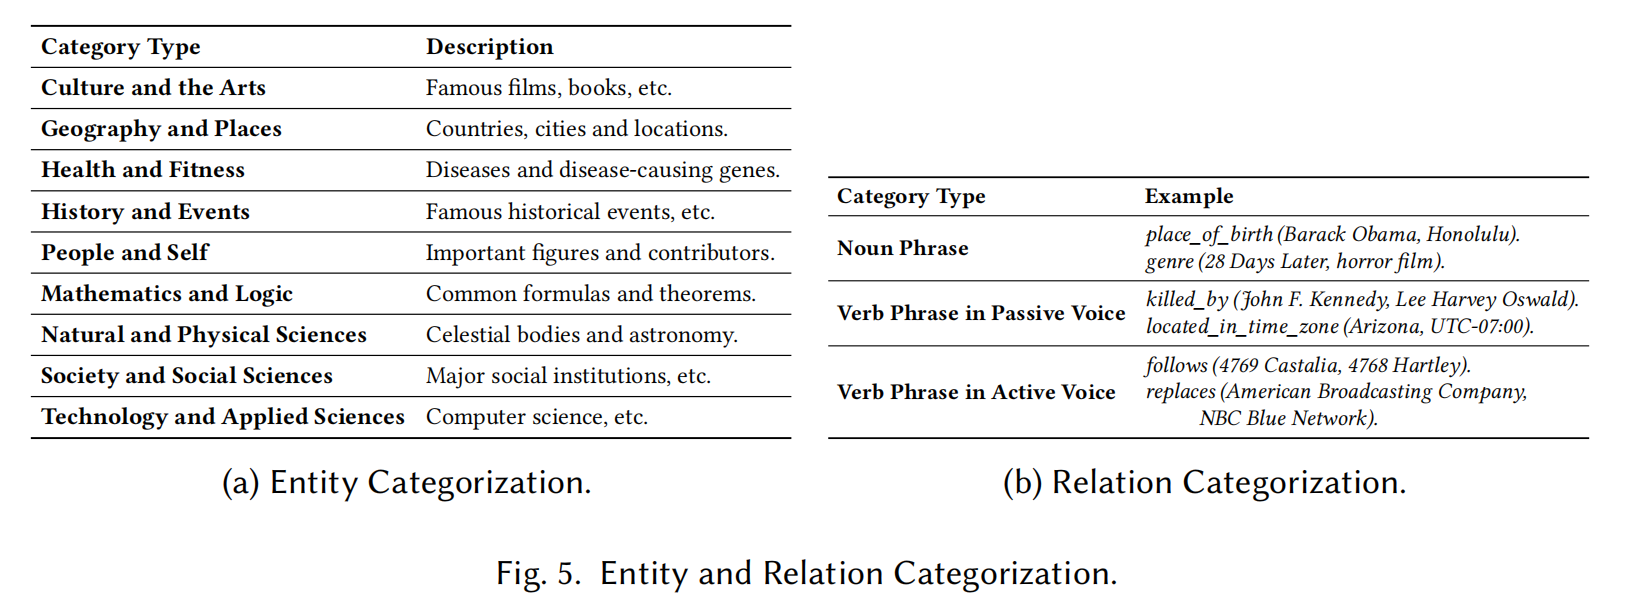 Category Type Description
Culture and the Arts Famous films, books, etc.
Geography and Places Countries, cities and locations.
Health and Fitness Diseases and disease-causing genes.
History and Events Famous historical events, etc.
People and Self Important figures and contributors.
Mathematics and Logic Common formulas and theorems.
Natural and Physical Sciences Celestial bodies and astronomy.
Society and Social Sciences Major social institutions, etc.
Technology and Applied Sciences Computer science, etc.
(a) Entity Categorization.
Category Type Example
Noun Phrase
place_of_birth (Barack Obama, Honolulu).
genre (28 Days Later, horror film).
Verb Phrase in Passive Voice
killed_by (John F. Kennedy, Lee Harvey Oswald).
located_in_time_zone (Arizona, UTC-07:00).
Verb Phrase in Active Voice
follows (4769 Castalia, 4768 Hartley).
replaces (American Broadcasting Company,
NBC Blue Network).
(b) Relation Categorization.
Fig. 5. Entity and Relation Categorization.